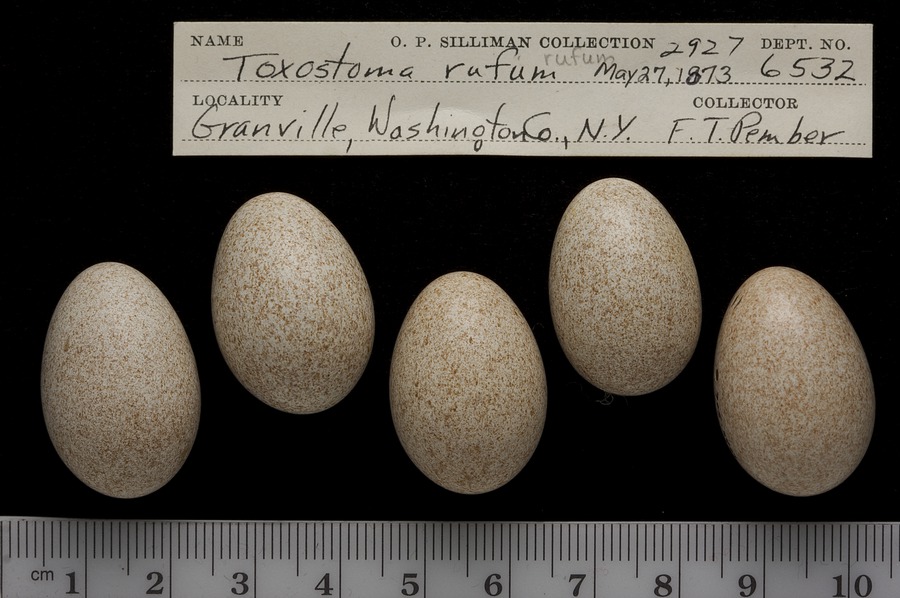 NAME O. P. SILLIMAN COLLECTION 2927 DEPT. NO.
Toxostoma rufum rufum May 27, 1873 6532
LOCALITY COLLECTOR
Granville, Washington Co., N.Y. F. T. Pember
cm 1 2 3 4 5 6 7 8 9 10